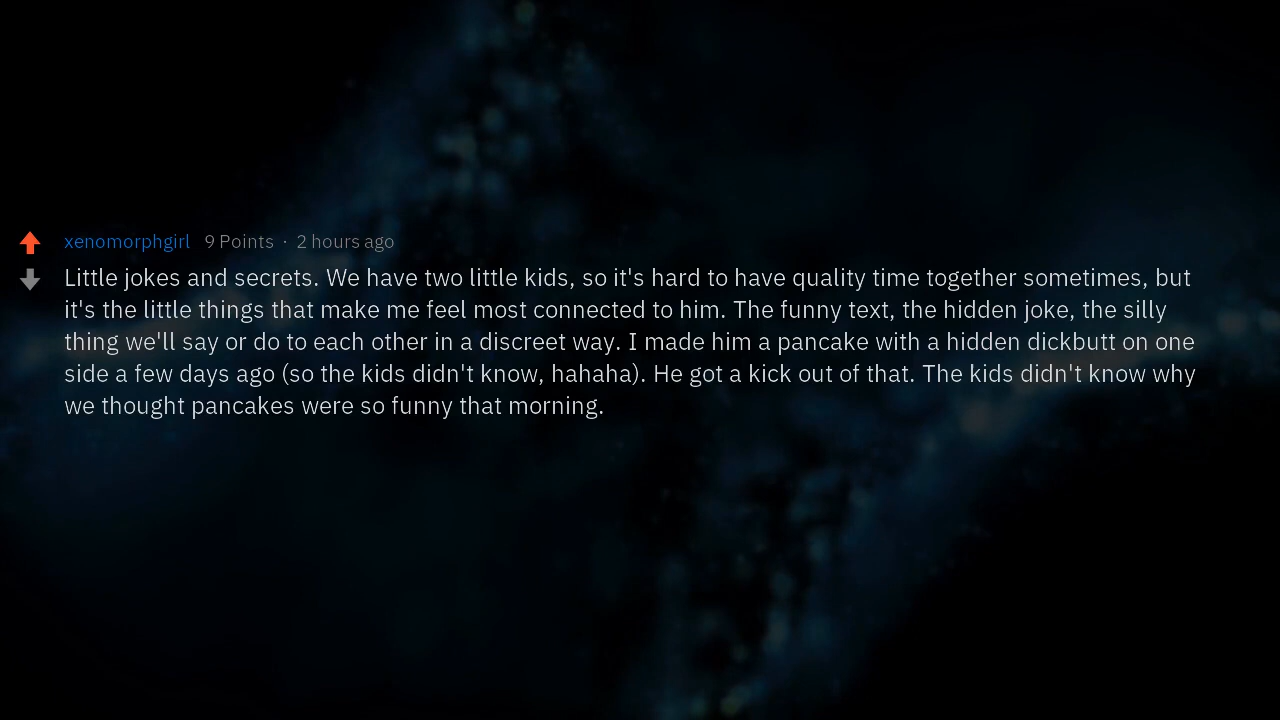 xenomorphgirl 9 Points · 2 hours ago
Little jokes and secrets. We have two little kids, so it's hard to have quality time together sometimes, but
it's the little things that make me feel most connected to him. The funny text, the hidden joke, the silly
thing we'll say or do to each other in a discreet way. I made him a pancake with a hidden dickbutt on one
side a few days ago (so the kids didn't know, hahaha). He got a kick out of that. The kids didn't know why
we thought pancakes were so funny that morning.